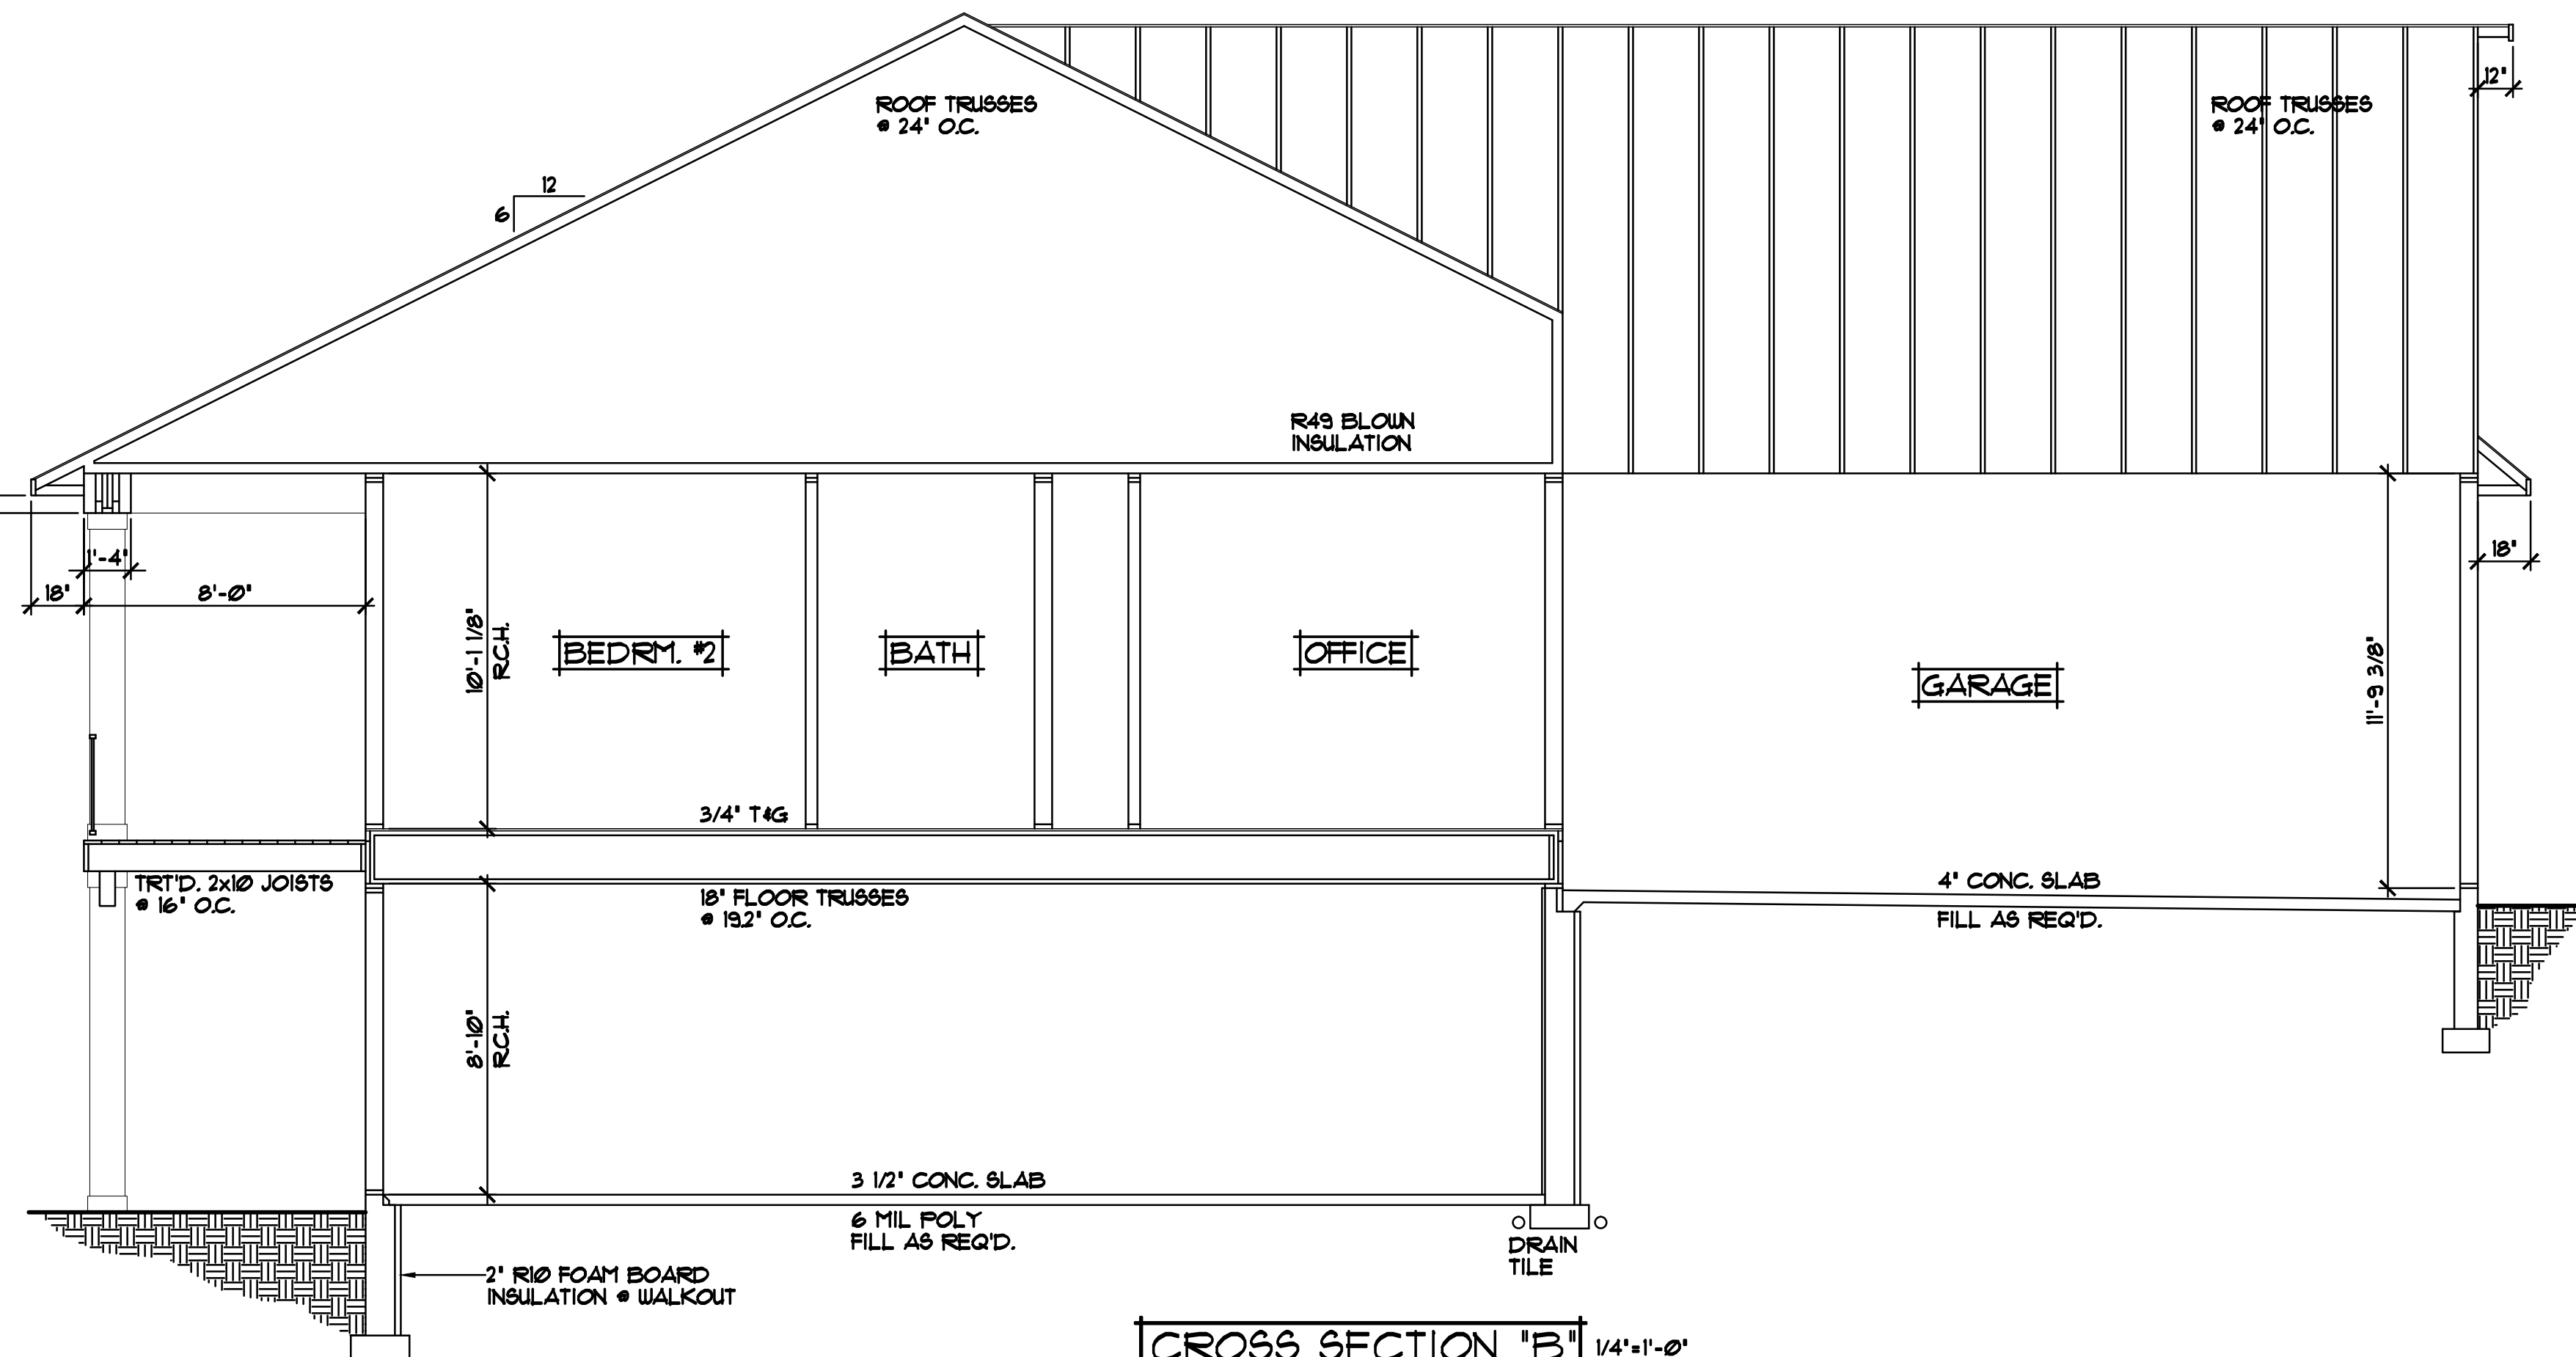 12"
ROOF TRUSSES
@ 24" O.C.
ROOF TRUSSES
@ 24" O.C.
12
6
R49 BLOWN
INSULATION
1'-4"
18"
18"
8'-0"
10'-1 1/8"
R.C.H.
BEDRM. #2
BATH
OFFICE
GARAGE
11'-9 3/8"
3/4" T&G
TRT'D. 2x10 JOISTS
@ 16" O.C.
18" FLOOR TRUSSES
@ 19.2" O.C.
4" CONC. SLAB
FILL AS REQ'D.
8'-10"
R.C.H.
3 1/2" CONC. SLAB
6 MIL POLY
FILL AS REQ'D.
DRAIN
TILE
2" R10 FOAM BOARD
INSULATION @ WALKOUT
CROSS SECTION "B" 1/4"=1'-0"